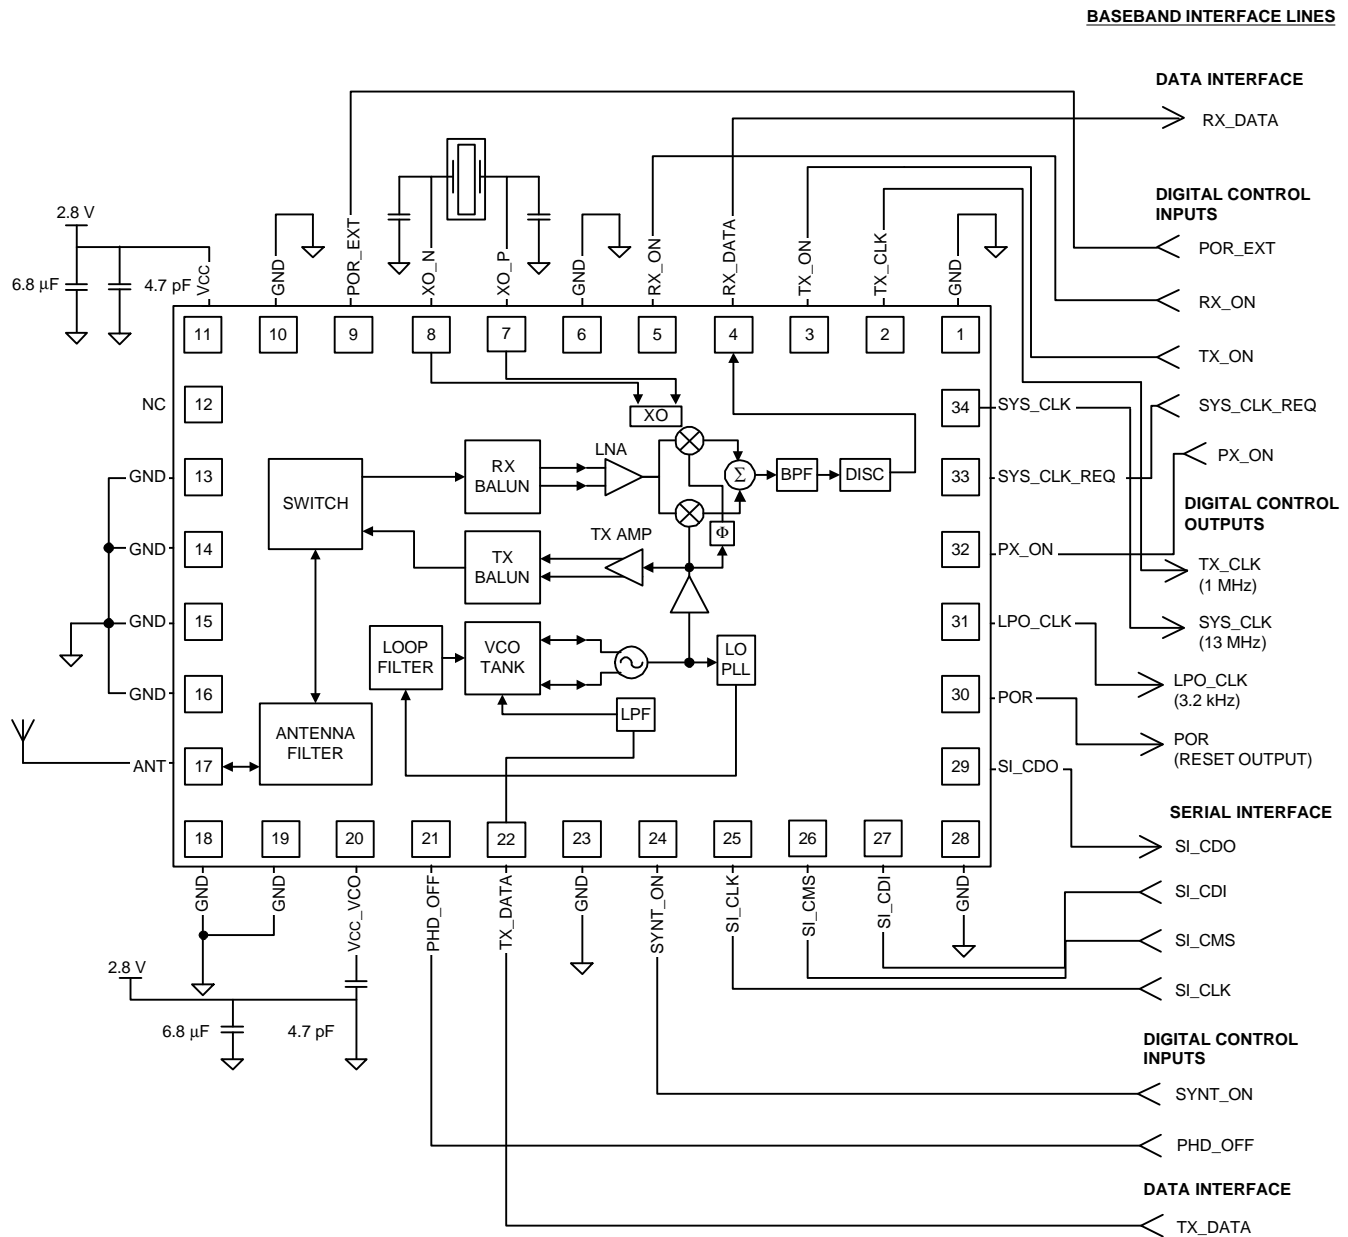 BASEBAND INTERFACE LINES
DATA INTERFACE
RX_DATA
DIGITAL CONTROL
INPUTS
POR_EXT
RX_ON
TX_ON
SYS_CLK_REQ
PX_ON
DIGITAL CONTROL
OUTPUTS
TX_CLK
(1 MHz)
SYS_CLK
(13 MHz)
LPO_CLK
(3.2 kHz)
POR
(RESET OUTPUT)
SERIAL INTERFACE
SI_CDO
SI_CDI
SI_CMS
SI_CLK
DIGITAL CONTROL
INPUTS
SYNT_ON
PHD_OFF
DATA INTERFACE
TX_DATA
2.8 V
6.8 µF
4.7 pF
VCC
GND
POR_EXT
XO_N
XO_P
GND
RX_ON
RX_DATA
TX_ON
TX_CLK
GND
11
10
9
8
7
6
5
4
3
2
1
NC
12
GND
13
GND
14
GND
15
GND
16
ANT
17
34
SYS_CLK
33
SYS_CLK_REQ
32
PX_ON
31
LPO_CLK
30
POR
29
SI_CDO
XO
SWITCH
RX
BALUN
LNA
Σ
BPF
DISC
Φ
TX AMP
TX
BALUN
LOOP
FILTER
VCO
TANK
LO
PLL
LPF
ANTENNA
FILTER
18
19
20
21
22
23
24
25
26
27
28
GND
GND
VCC_VCO
PHD_OFF
TX_DATA
GND
SYNT_ON
SI_CLK
SI_CMS
SI_CDI
GND
2.8 V
6.8 µF
4.7 pF